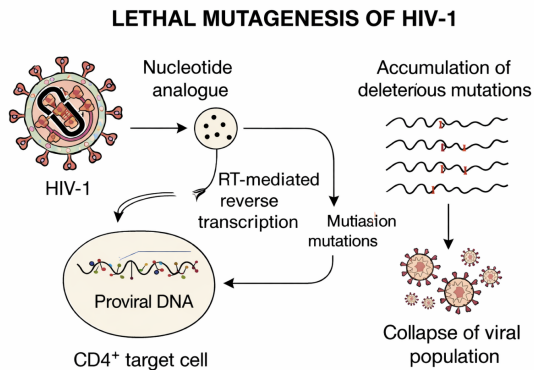 LETHAL MUTAGENESIS OF HIV-1
Nucleotide
analogue
HIV-1
RT-mediated
reverse
transcription
Mutiasion
mutations
Proviral DNA
CD4⁺ target cell
Accumulation of
deleterious mutations
Collapse of viral
population